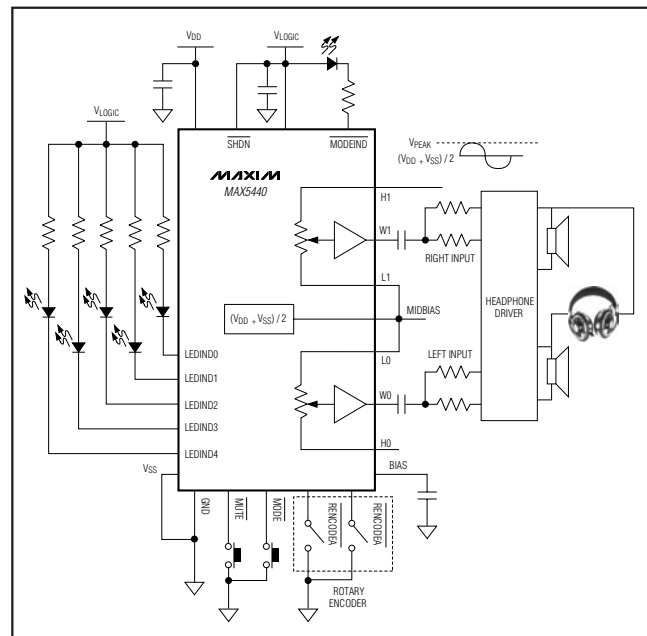 VDD
VLOGIC
VLOGIC
SHDN
MODEIND
MAXIM
MAX5440
VPEAK
(VDD + VSS) / 2
H1
W1
RIGHT INPUT
L1
HEADPHONE
DRIVER
(VDD + VSS) / 2
MIDBIAS
L0
LEFT INPUT
W0
H0
BIAS
LEDIND0
LEDIND1
LEDIND2
LEDIND3
LEDIND4
VSS
GND
MUTE
MODE
RENCODEA
RENCODEA
ROTARY
ENCODER